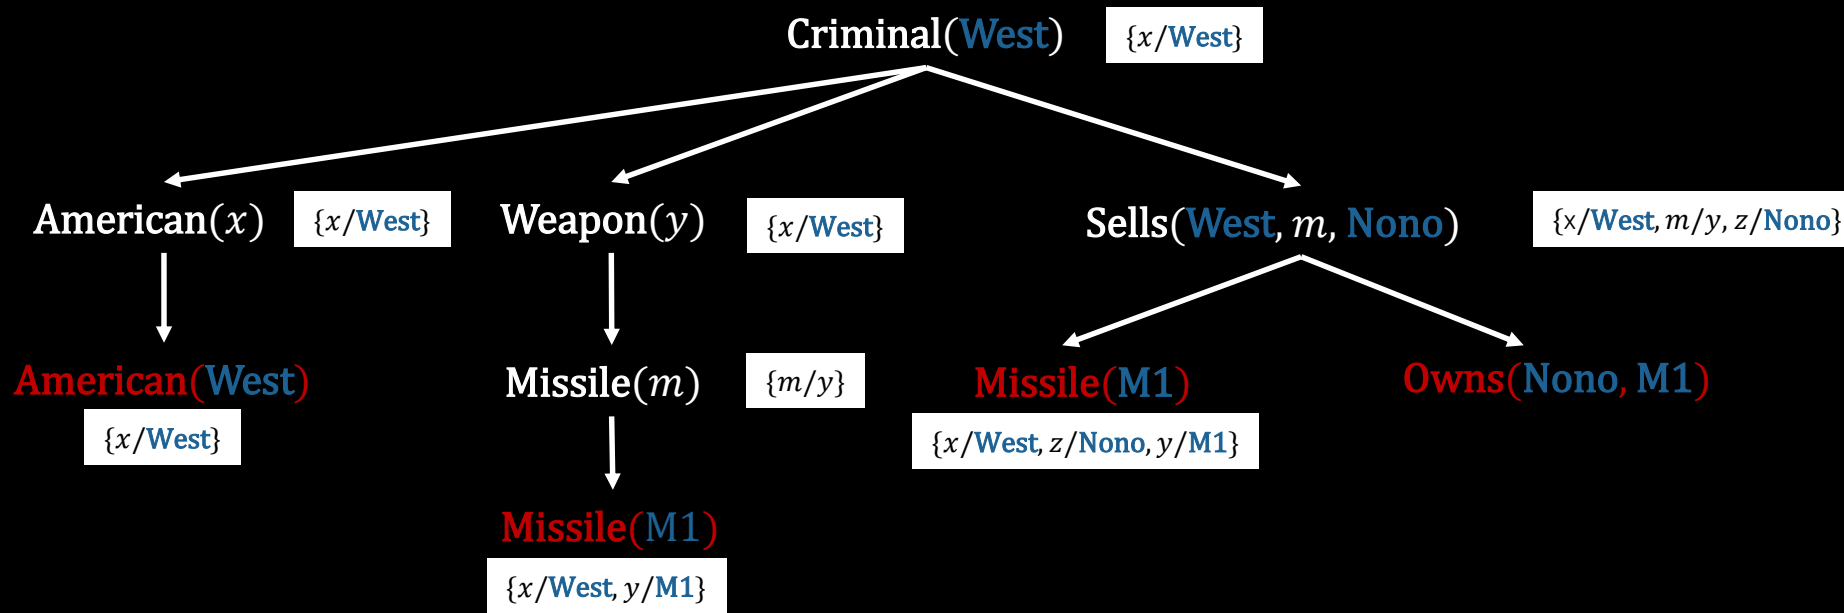 Criminal(West) {x/West}
American(x) {x/West} Weapon(y) {x/West} Sells(West, m, Nono) {x/West, m/y, z/Nono}
American(West) Missile(m) {m/y} Missile(M1) Owns(Nono, M1)
{x/West} {x/West, z/Nono, y/M1}
Missile(M1)
{x/West, y/M1}